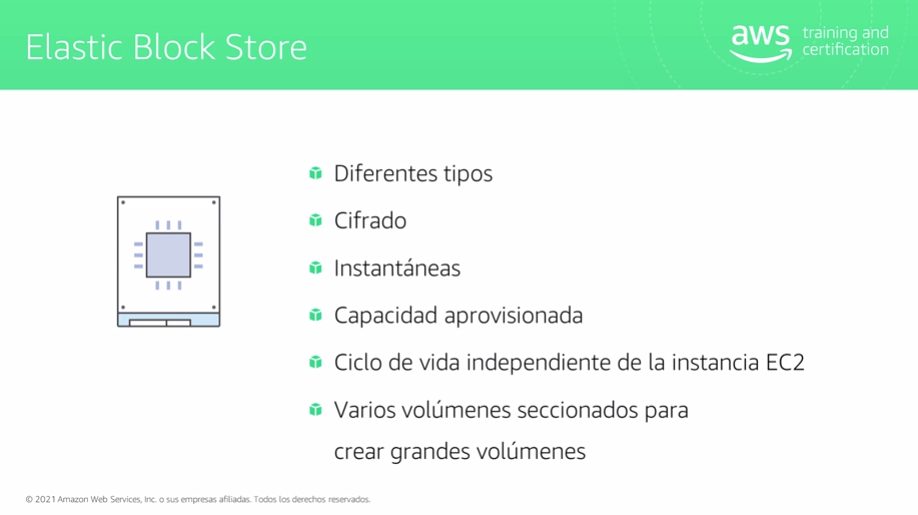 Elastic Block Store
aws
training and
certification
Diferentes tipos
Cifrado
Instantáneas
Capacidad aprovisionada
Ciclo de vida independiente de la instancia EC2
Varios volúmenes seccionados para
crear grandes volúmenes
© 2021 Amazon Web Services, Inc. o sus empresas afiliadas. Todos los derechos reservados.